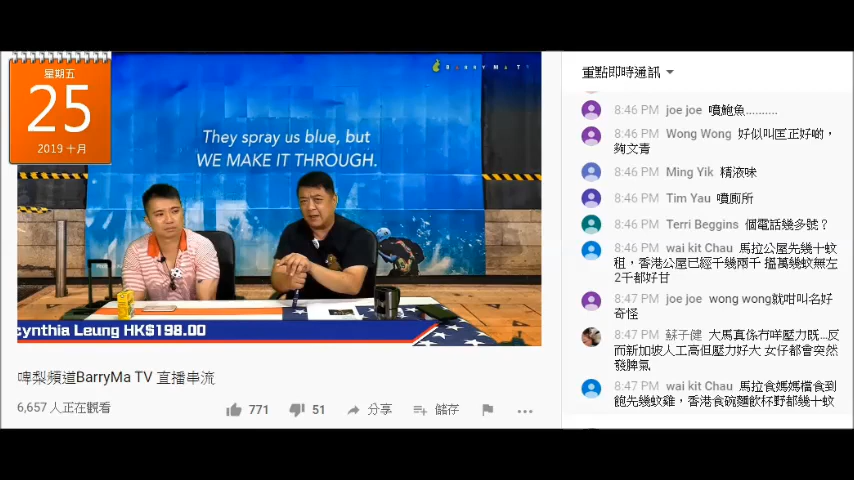 星期五
25
2019 十月
BARRY MA TV
They spray us blue, but
WE MAKE IT THROUGH.
cynthia Leung HK$198.00
啤梨頻道BarryMa TV 直播串流
6,657 人正在觀看
771
51
分享
儲存
重點即時通訊
8:46 PM joe joe 噴鮑魚..........
8:46 PM Wong Wong 好似叫匡正好啲，
夠文青
8:46 PM Ming Yik 精液咪
8:46 PM Tim Yau 噴廁所
8:46 PM Terri Beggins 個電話幾多號？
8:46 PM wai kit Chau 馬拉公屋先幾十蚊
租，香港公屋已經千幾兩千 搵萬幾蚊無左
2千都好甘
8:47 PM joe joe wong wong就咁叫名好
奇怪
8:47 PM 蘇子健 大馬真係冇咩壓力既...反
而新加坡人工高但壓力好大 女仔都會突然
發脾氣
8:47 PM wai kit Chau 馬拉食媽媽檔食到
飽先幾蚊雞，香港食碗麵飲杯野都幾十蚊